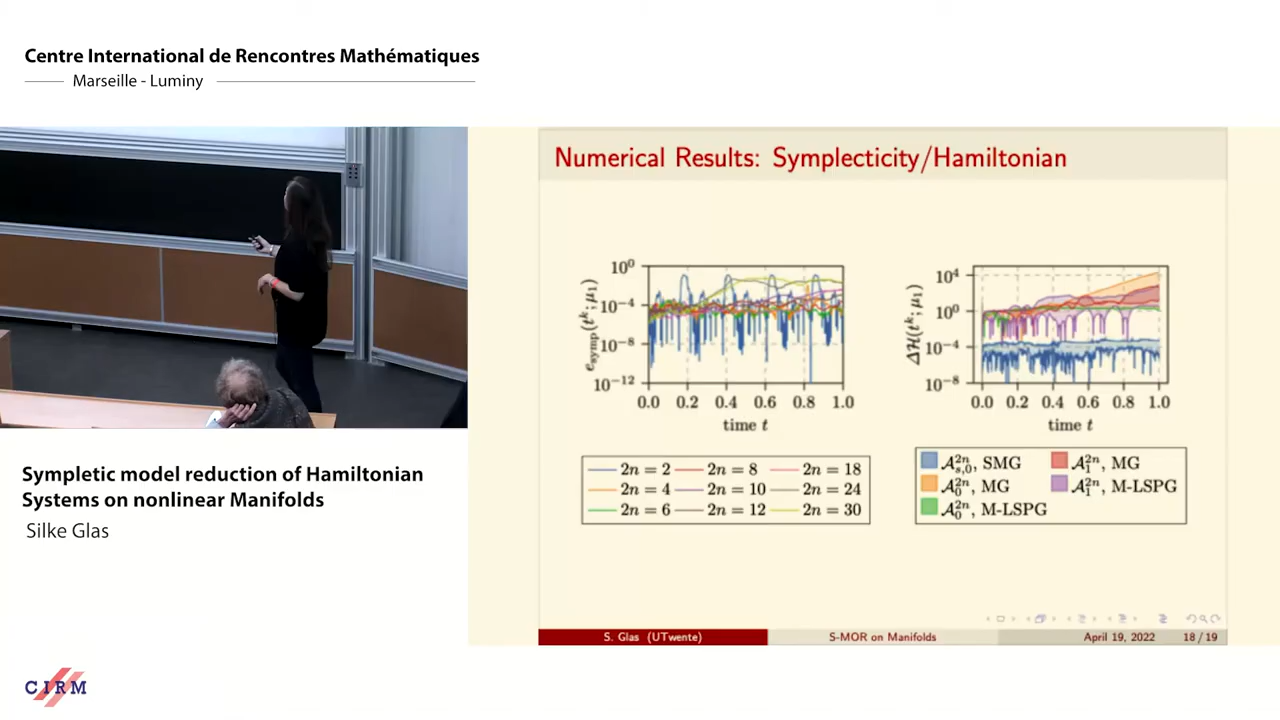 Centre International de Rencontres Mathématiques
Marseille - Luminy
Numerical Results: Symplecticity/Hamiltonian
e_symp(t^k; μ_1)
10^0
10^−4
10^−8
10^−12
0.0 0.2 0.4 0.6 0.8 1.0
time t
2n = 2 2n = 8 2n = 18
2n = 4 2n = 10 2n = 24
2n = 6 2n = 12 2n = 30
Δℋ(t^k; μ_1)
10^4
10^0
10^−4
10^−8
0.0 0.2 0.4 0.6 0.8 1.0
time t
𝒜^2n_s,0, SMG 𝒜^2n_1, MG
𝒜^2n_0, MG 𝒜^2n_1, M-LSPG
𝒜^2n_0, M-LSPG
S. Glas (UTwente) S-MOR on Manifolds April 19, 2022 18 / 19
Sympletic model reduction of Hamiltonian
Systems on nonlinear Manifolds
Silke Glas
CIRM